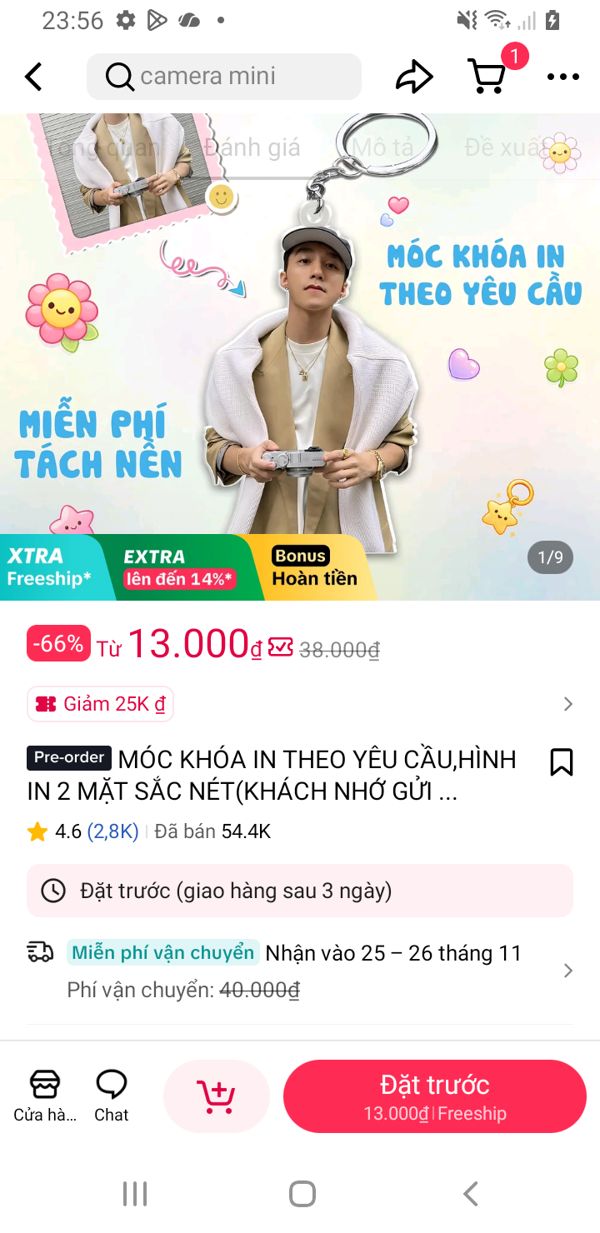 23:56
camera mini
1
Tổng quan Đánh giá Mô tả Đề xuất
MÓC KHÓA IN
THEO YÊU CẦU
MIỄN PHÍ
TÁCH NỀN
XTRA
Freeship*
EXTRA
lên đến 14%*
Bonus
Hoàn tiền
1/9
-66% Từ 13.000₫ 38.000₫
Giảm 25K ₫
Pre-order MÓC KHÓA IN THEO YÊU CẦU,HÌNH
IN 2 MẶT SẮC NÉT(KHÁCH NHỚ GỬI ...
4.6 (2,8K) Đã bán 54.4K
Đặt trước (giao hàng sau 3 ngày)
Miễn phí vận chuyển Nhận vào 25 – 26 tháng 11
Phí vận chuyển: 40.000₫
Cửa hà...
Chat
Đặt trước
13.000₫ Freeship